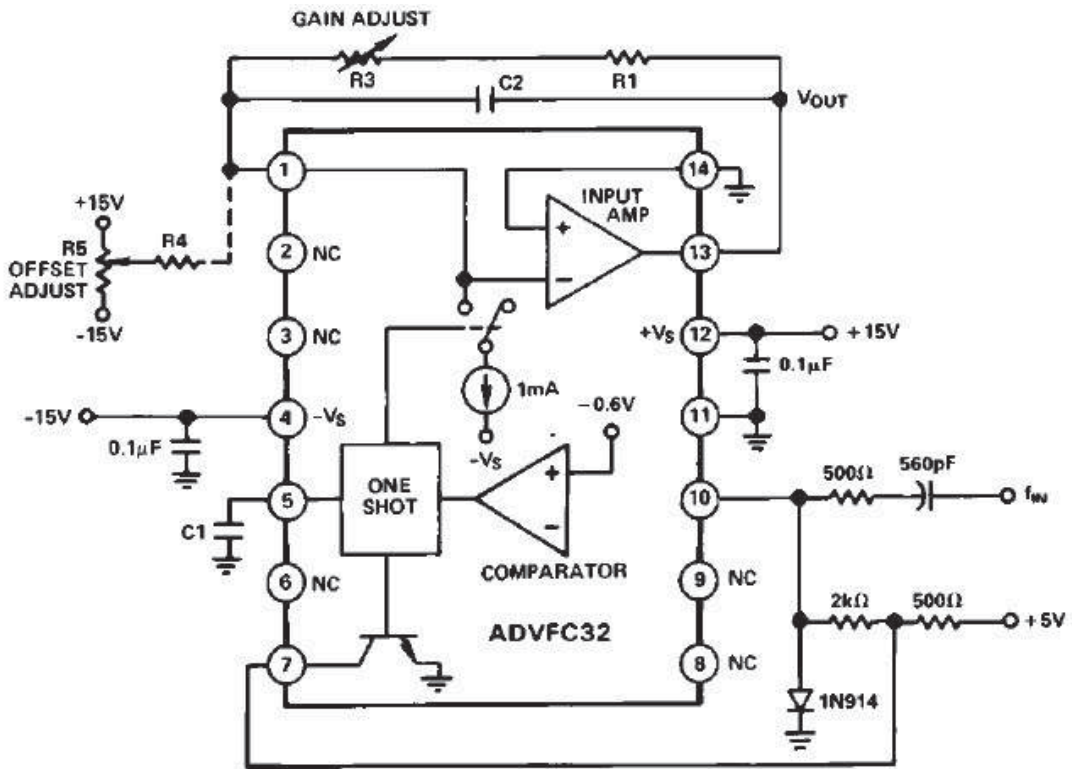 GAIN ADJUST
R3
R1
C2
VOUT
1
14
INPUT
AMP
+15V
R5
OFFSET
ADJUST
R4
2
NC
+
−
13
-15V
3
NC
+VS
12
+15V
0.1μF
1mA
-15V
4
-VS
−0.6V
11
0.1μF
-VS
500Ω
560pF
5
ONE
SHOT
+
−
10
fIN
C1
COMPARATOR
6
NC
9
NC
2kΩ
500Ω
+5V
ADVFC32
7
8
NC
1N914